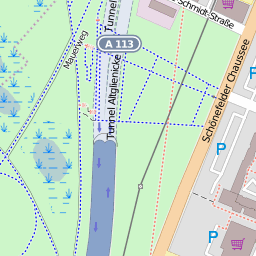 Tunnel
Schmidt-Straße
Mauerweg
A 113
Tunnel Altglienicke
Schönefelder Chaussee
P
P